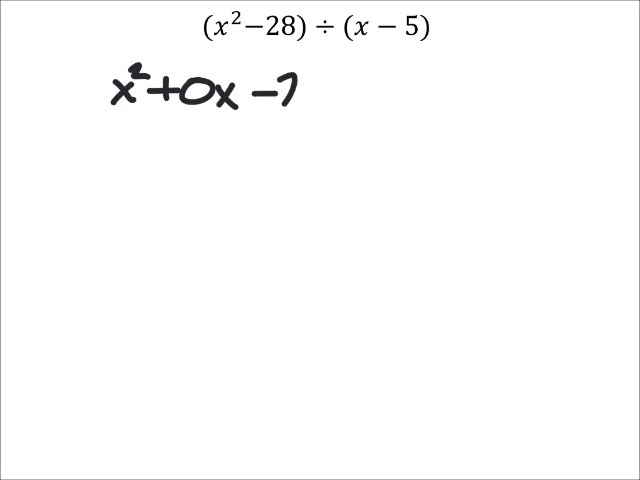 (x²−28) ÷ (x − 5)
x²+0x −7